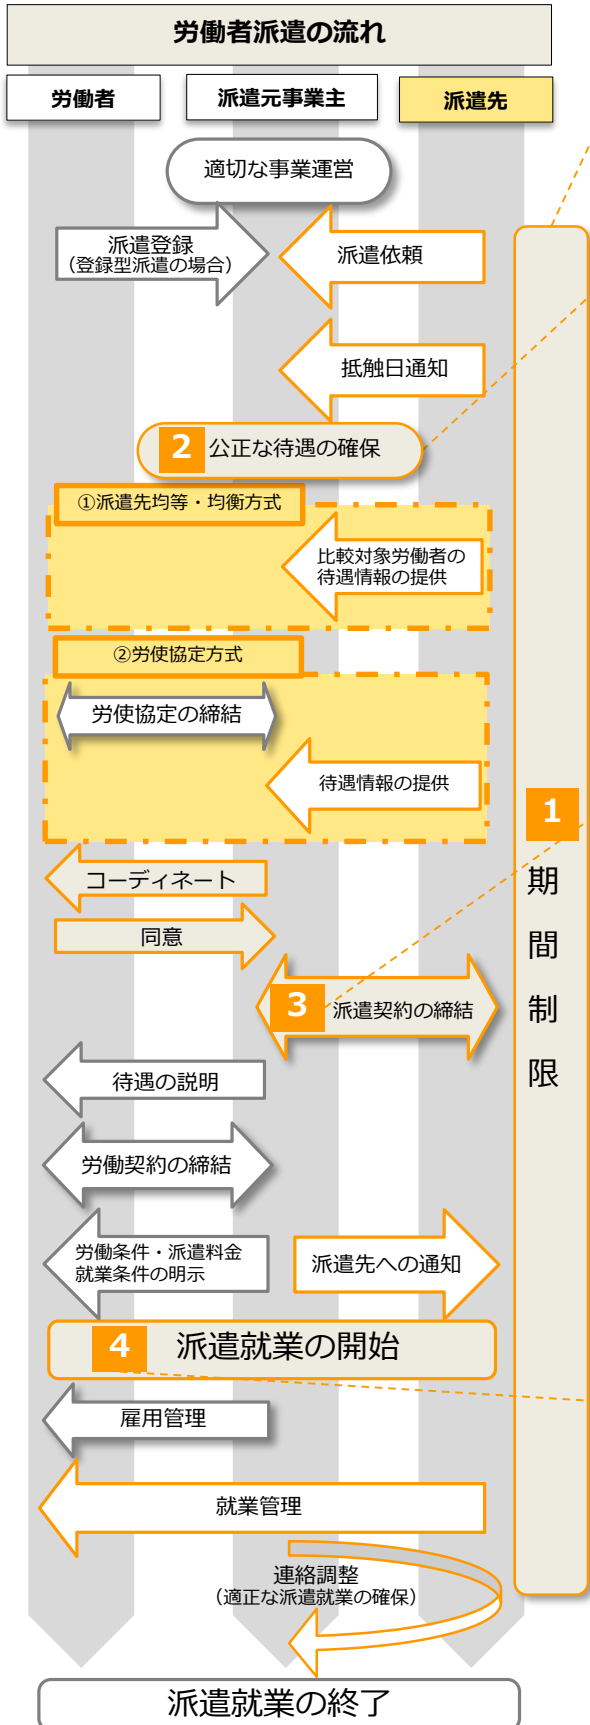 労働者派遣の流れ
労働者
派遣元事業主
派遣先
適切な事業運営
派遣登録
(登録型派遣の場合)
派遣依頼
抵触日通知
2 公正な待遇の確保
①派遣先均等・均衡方式
比較対象労働者の
待遇情報の提供
②労使協定方式
労使協定の締結
待遇情報の提供
1
期
間
制
限
コーディネート
同意
3 派遣契約の締結
待遇の説明
労働契約の締結
労働条件・派遣料金
就業条件の明示
派遣先への通知
4 派遣就業の開始
雇用管理
就業管理
連絡調整
(適正な派遣就業の確保)
派遣就業の終了